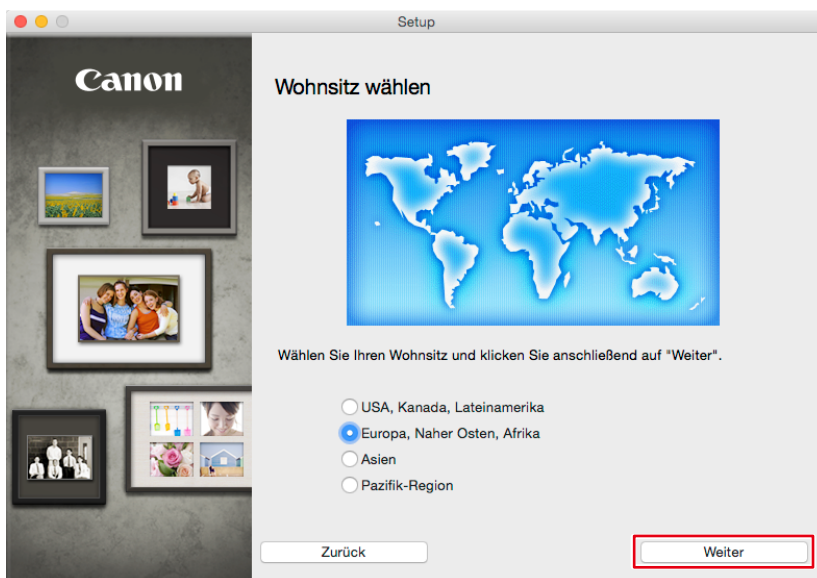 Setup
Canon
Wohnsitz wählen
Wählen Sie Ihren Wohnsitz und klicken Sie anschließend auf "Weiter".
USA, Kanada, Lateinamerika
Europa, Naher Osten, Afrika
Asien
Pazifik-Region
Zurück
Weiter